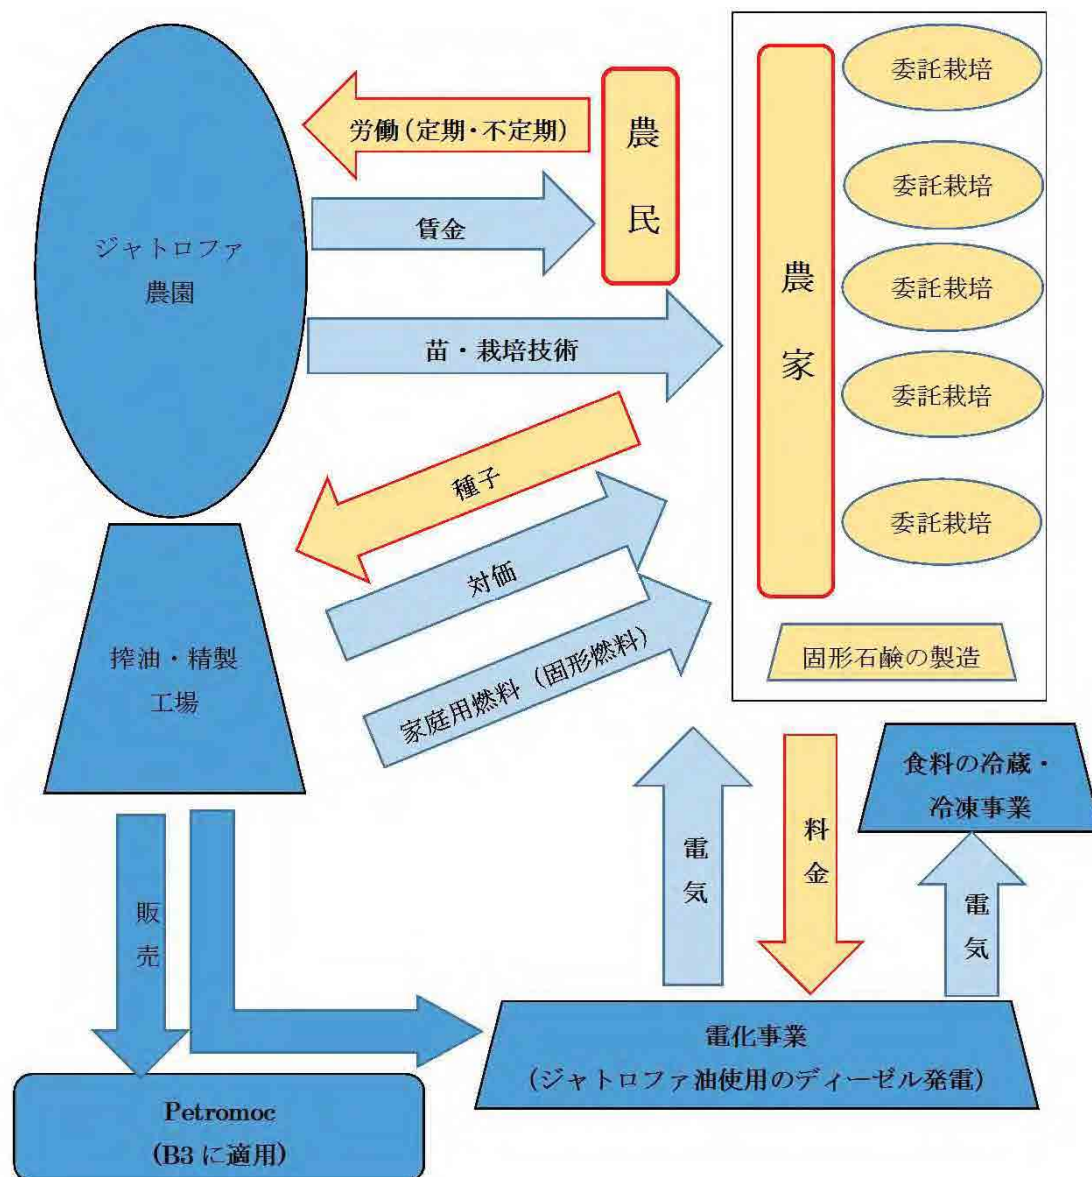 委託栽培
労働（定期・不定期）
農
民
賃金
ジャトロファ
農園
委託栽培
農
家
委託栽培
苗・栽培技術
委託栽培
種子
委託栽培
対価
搾油・精製
工場
家庭用燃料（固形燃料）
固形石鹸の製造
食料の冷蔵・
冷凍事業
電
気
料
金
電
気
販
売
電化事業
（ジャトロファ油使用のディーゼル発電）
Petromoc
(B3 に適用)